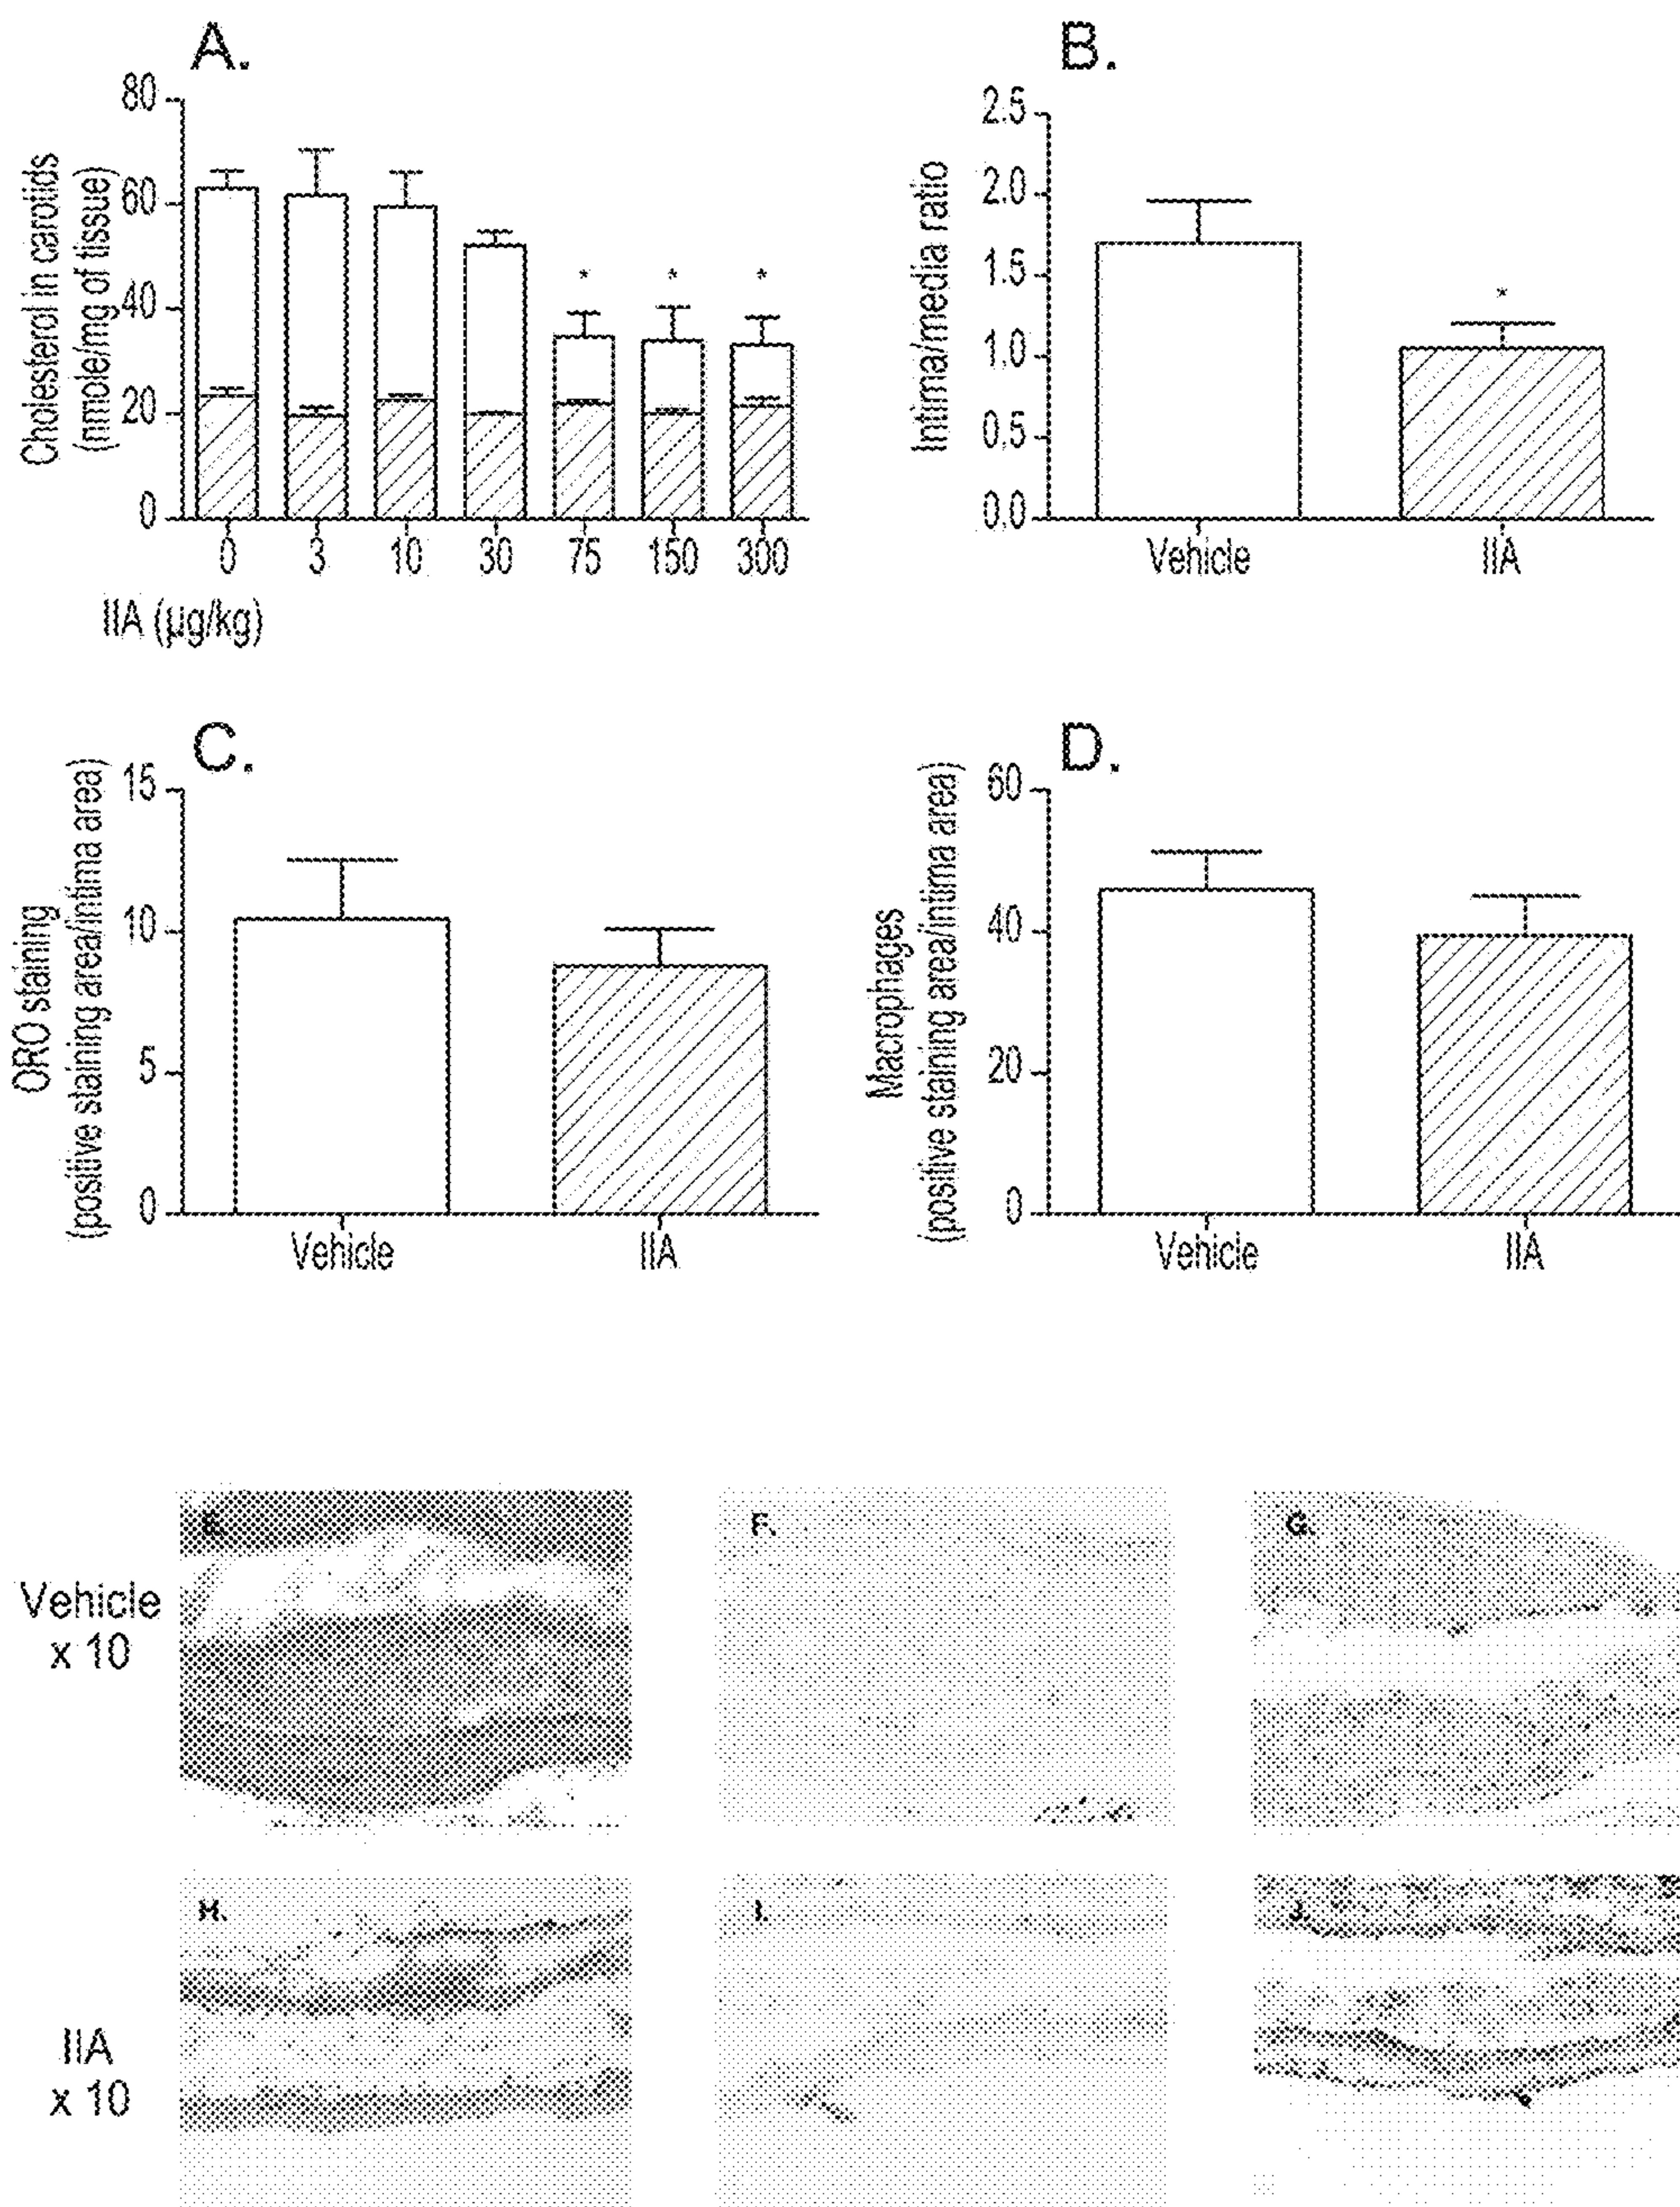 A.
Cholesterol in carotids
(nmole/mg of tissue)
80
60
40
20
0
* * *
0 3 10 30 75 150 300
IIA (µg/kg)
B.
Intima/media ratio
2.5
2.0
1.5
1.0
0.5
0.0
*
Vehicle IIA
C.
ORO staining
(positive staining area/intima area)
15
10
5
0
Vehicle IIA
D.
Macrophages
(positive staining area/intima area)
60
40
20
0
Vehicle IIA
Vehicle
x 10
E.
F.
G.
IIA
x 10
H.
I.
J.